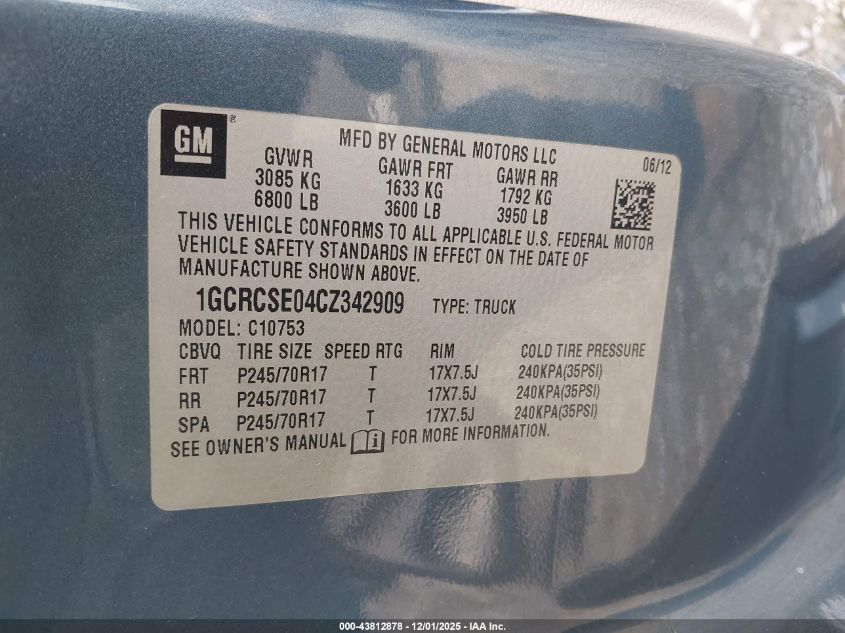 GM ®
MFD BY GENERAL MOTORS LLC 06/12
GVWR GAWR FRT GAWR RR
3085 KG 1633 KG 1792 KG
6800 LB 3600 LB 3950 LB
THIS VEHICLE CONFORMS TO ALL APPLICABLE U.S. FEDERAL MOTOR
VEHICLE SAFETY STANDARDS IN EFFECT ON THE DATE OF
MANUFACTURE SHOWN ABOVE.
1GCRCSE04CZ342909 TYPE: TRUCK
MODEL: C10753
CBVQ TIRE SIZE SPEED RTG RIM COLD TIRE PRESSURE
FRT P245/70R17 T 17X7.5J 240KPA(35PSI)
RR P245/70R17 T 17X7.5J 240KPA(35PSI)
SPA P245/70R17 T 17X7.5J 240KPA(35PSI)
SEE OWNER'S MANUAL FOR MORE INFORMATION.
000-43812878 - 12/01/2025 - IAA Inc.